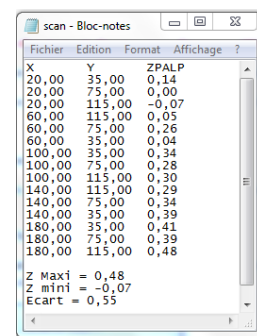 scan - Bloc-notes
Fichier Edition Format Affichage ?
X Y ZPALP
20,00 35,00 0,14
20,00 75,00 0,00
20,00 115,00 -0,07
60,00 115,00 0,05
60,00 75,00 0,26
60,00 35,00 0,04
100,00 35,00 0,34
100,00 75,00 0,28
100,00 115,00 0,30
140,00 115,00 0,29
140,00 75,00 0,34
140,00 35,00 0,39
180,00 35,00 0,41
180,00 75,00 0,39
180,00 115,00 0,48
Z Maxi = 0,48
Z mini = -0,07
Ecart = 0,55